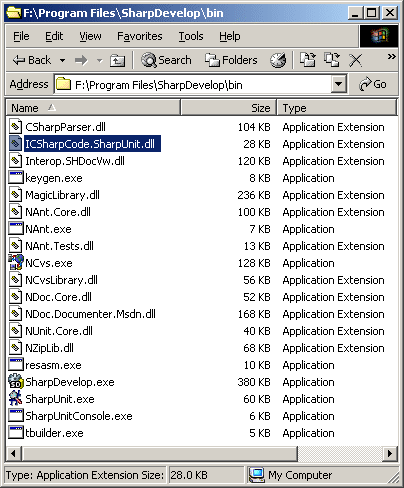 F:\Program Files\SharpDevelop\bin
File Edit View Favorites Tools Help
Back Search Folders
Address F:\Program Files\SharpDevelop\bin Go
Name Size Type
CSharpParser.dll 104 KB Application Extension
ICSharpCode.SharpUnit.dll 28 KB Application Extension
Interop.SHDocVw.dll 120 KB Application Extension
keygen.exe 8 KB Application
MagicLibrary.dll 236 KB Application Extension
NAnt.Core.dll 100 KB Application Extension
NAnt.exe 7 KB Application
NAnt.Tests.dll 13 KB Application Extension
NCvs.exe 128 KB Application
NCvsLibrary.dll 56 KB Application Extension
NDoc.Core.dll 52 KB Application Extension
NDoc.Documenter.Msdn.dll 168 KB Application Extension
NUnit.Core.dll 40 KB Application Extension
NZipLib.dll 68 KB Application Extension
resasm.exe 10 KB Application
SharpDevelop.exe 380 KB Application
SharpUnit.exe 60 KB Application
SharpUnitConsole.exe 6 KB Application
tbuilder.exe 5 KB Application
Type: Application Extension Size: 28.0 KB My Computer